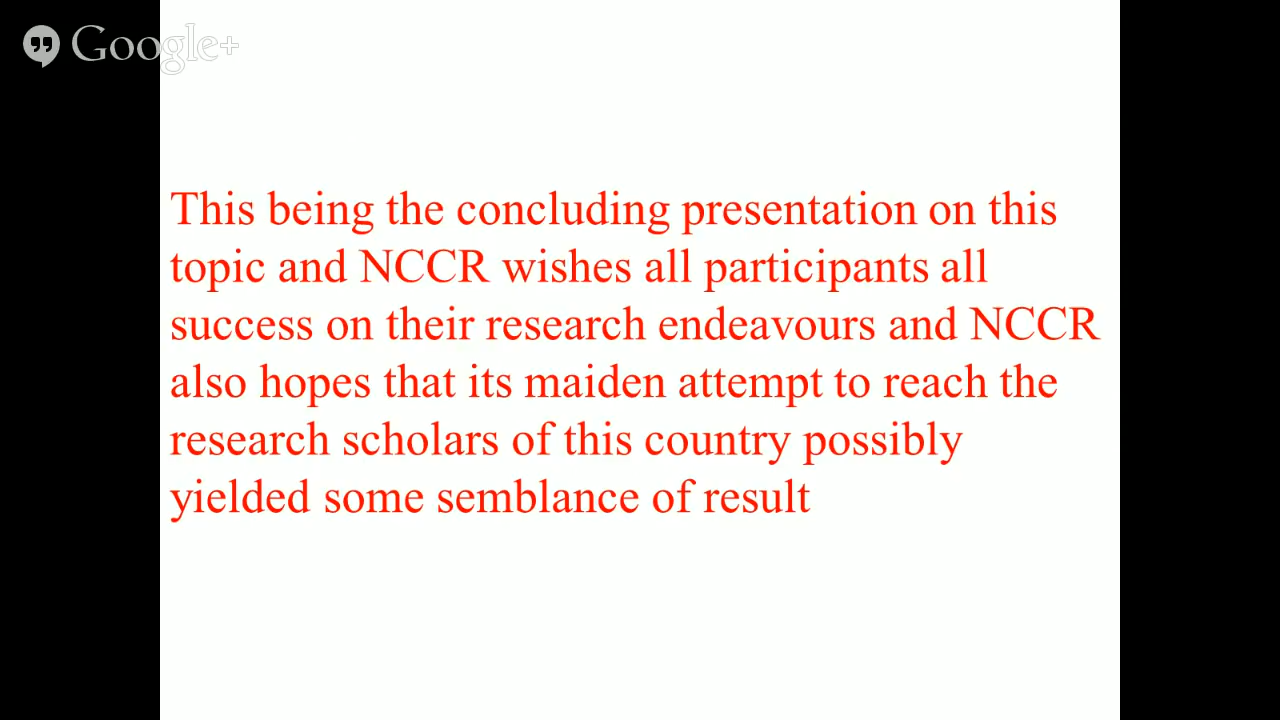 Google+
This being the concluding presentation on this
topic and NCCR wishes all participants all
success on their research endeavours and NCCR
also hopes that its maiden attempt to reach the
research scholars of this country possibly
yielded some semblance of result